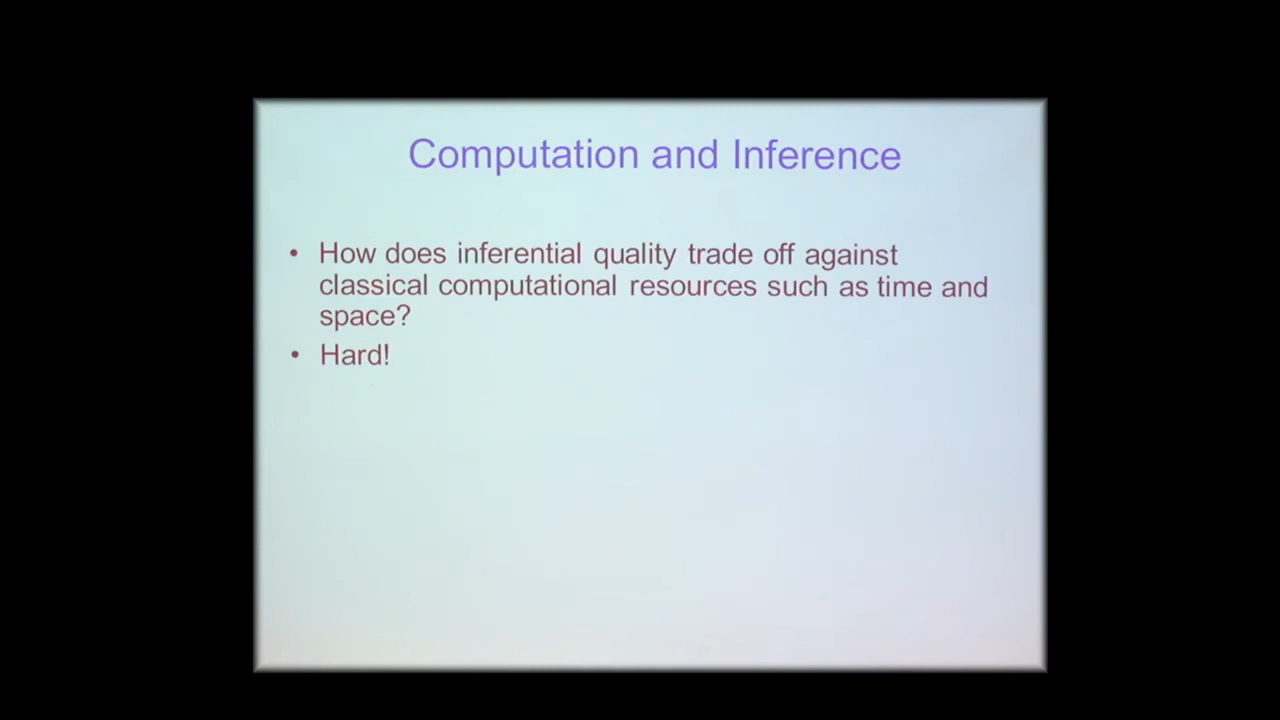 Computation and Inference
• How does inferential quality trade off against
classical computational resources such as time and
space?
• Hard!